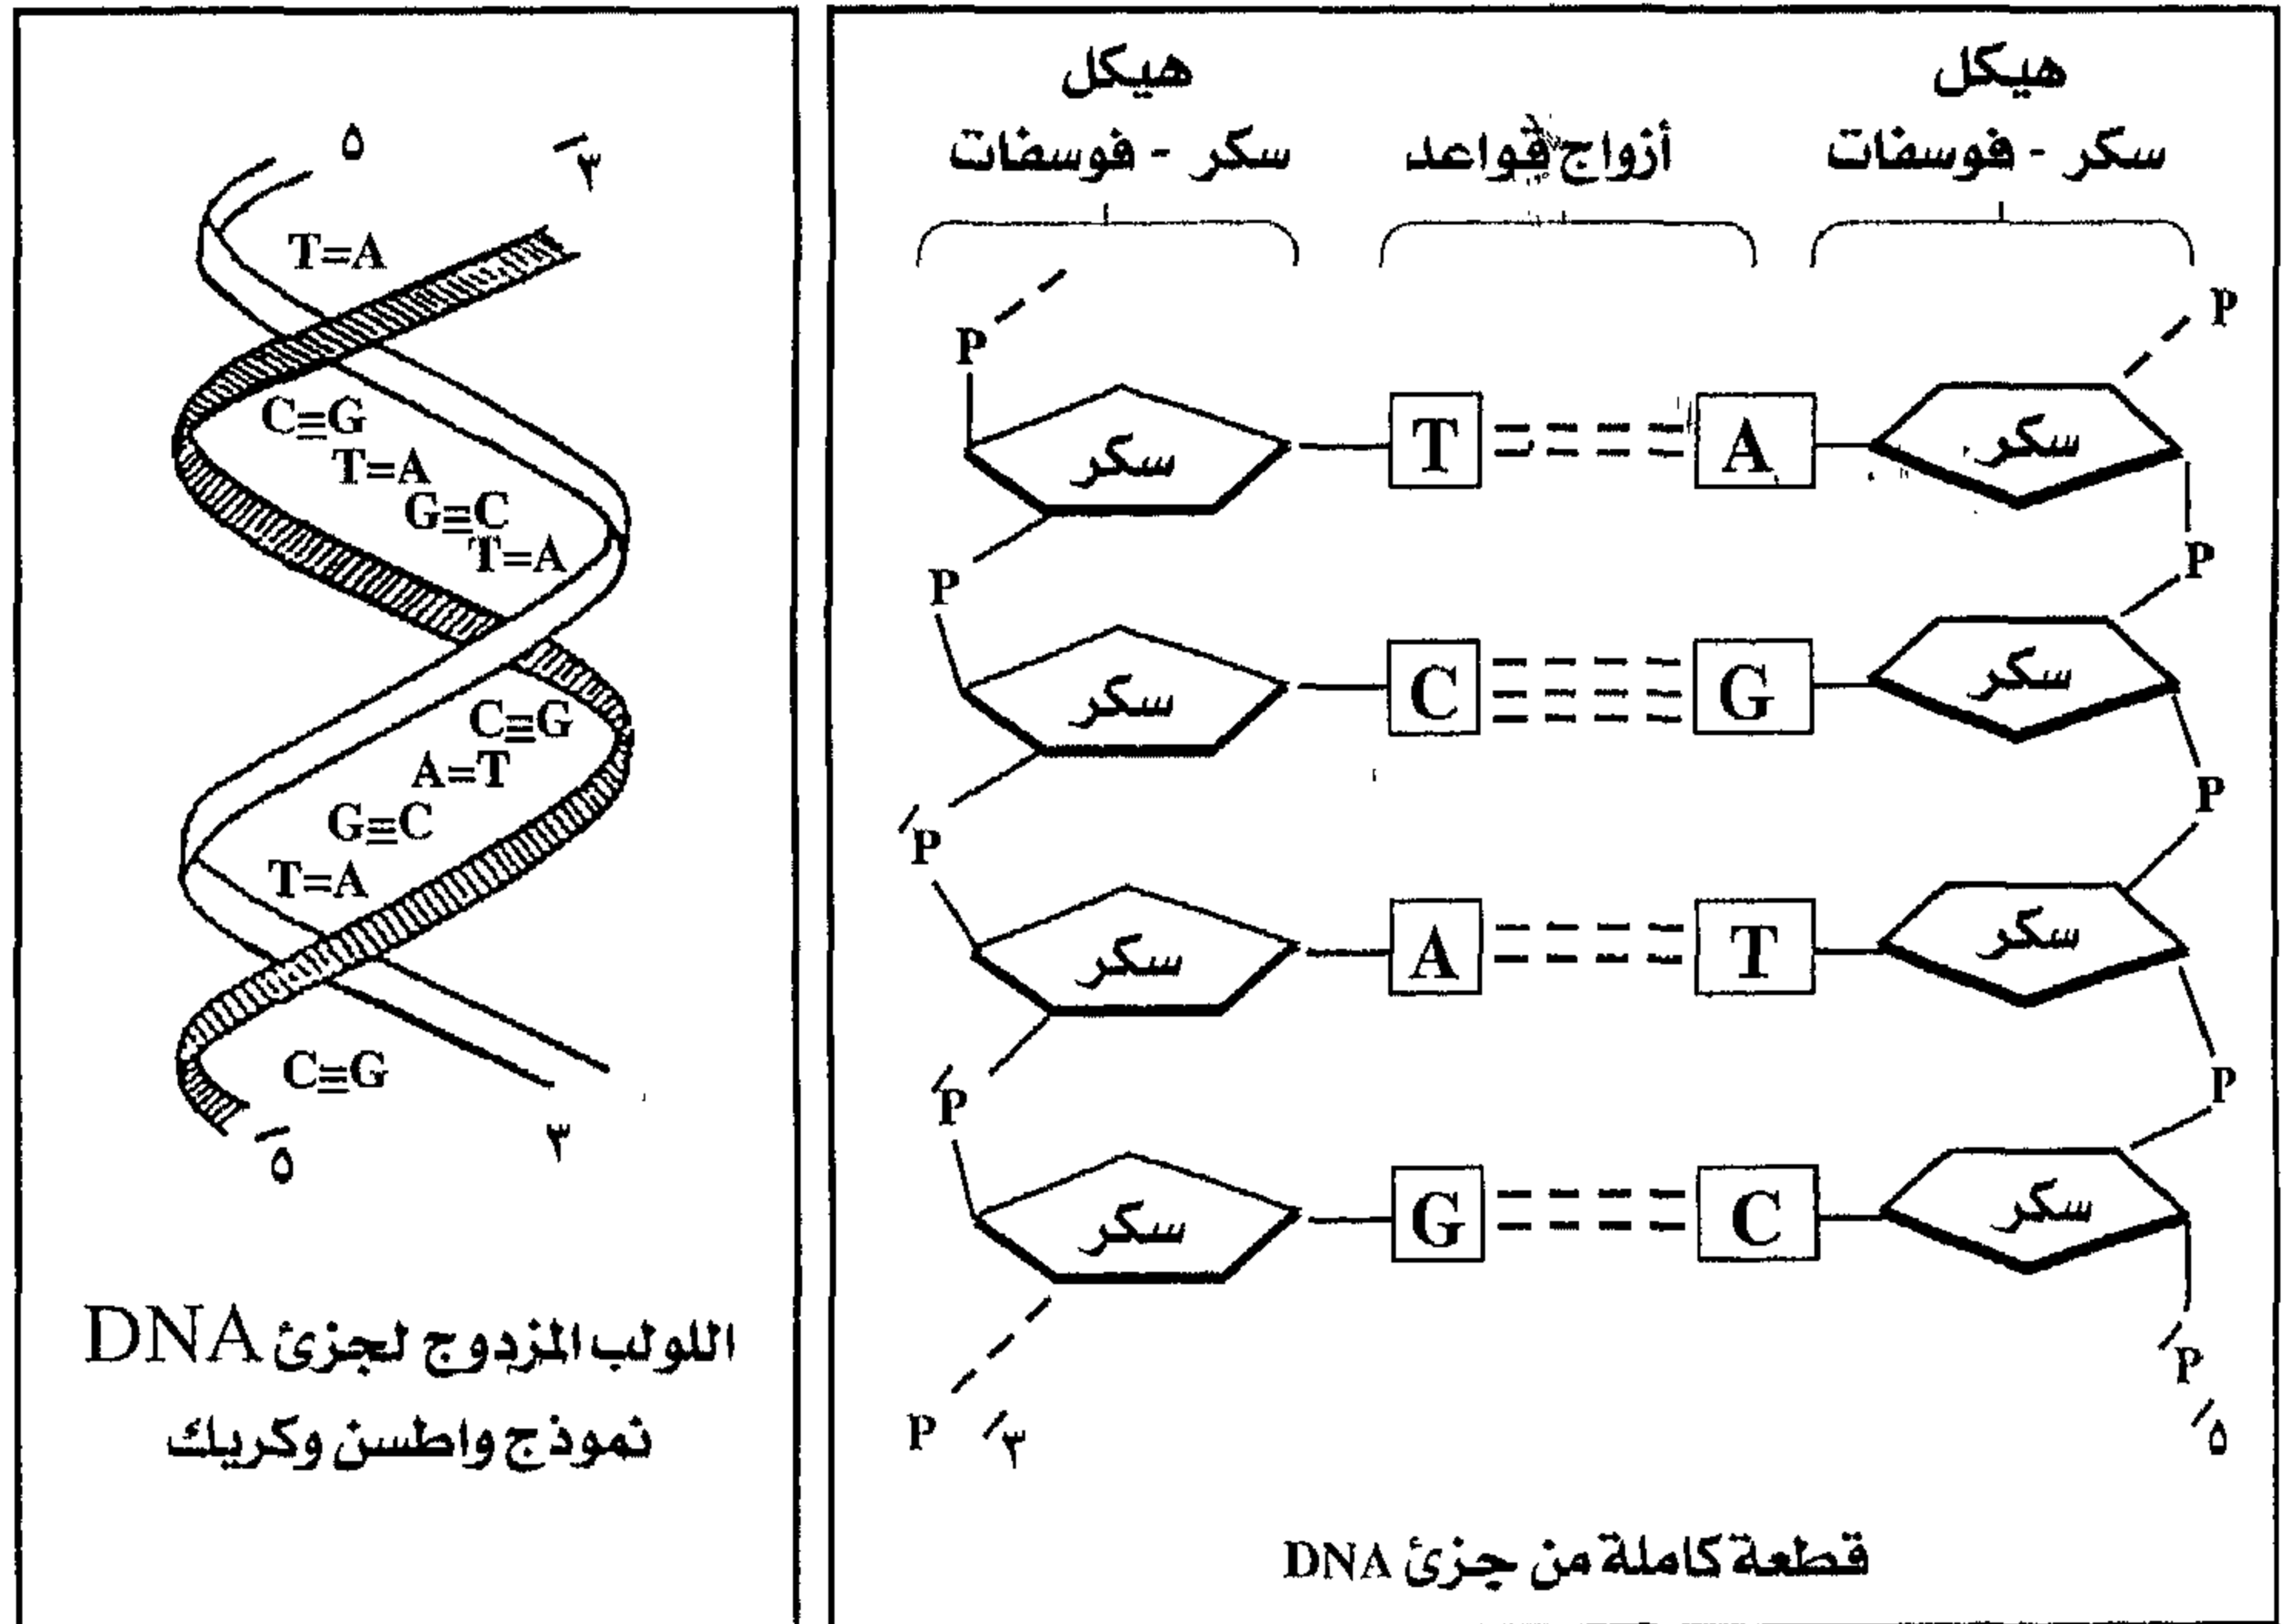 هيكل
سكر - فوسفات
أزواج قواعد
هيكل
سكر - فوسفات
P
P
سكر A T سكر
P
P
سكر G C سكر
P
P
سكر T A سكر
P
P
سكر C G سكر
P
٥
P
٣
قطعة كاملة من جزئ DNA
٥
٣
T=A
C≡G
T=A
G≡C
T=A
C≡G
A=T
G≡C
T=A
C≡G
٥
٣
اللولب المزدوج لجزئ DNA
نموذج واطسن وكريك